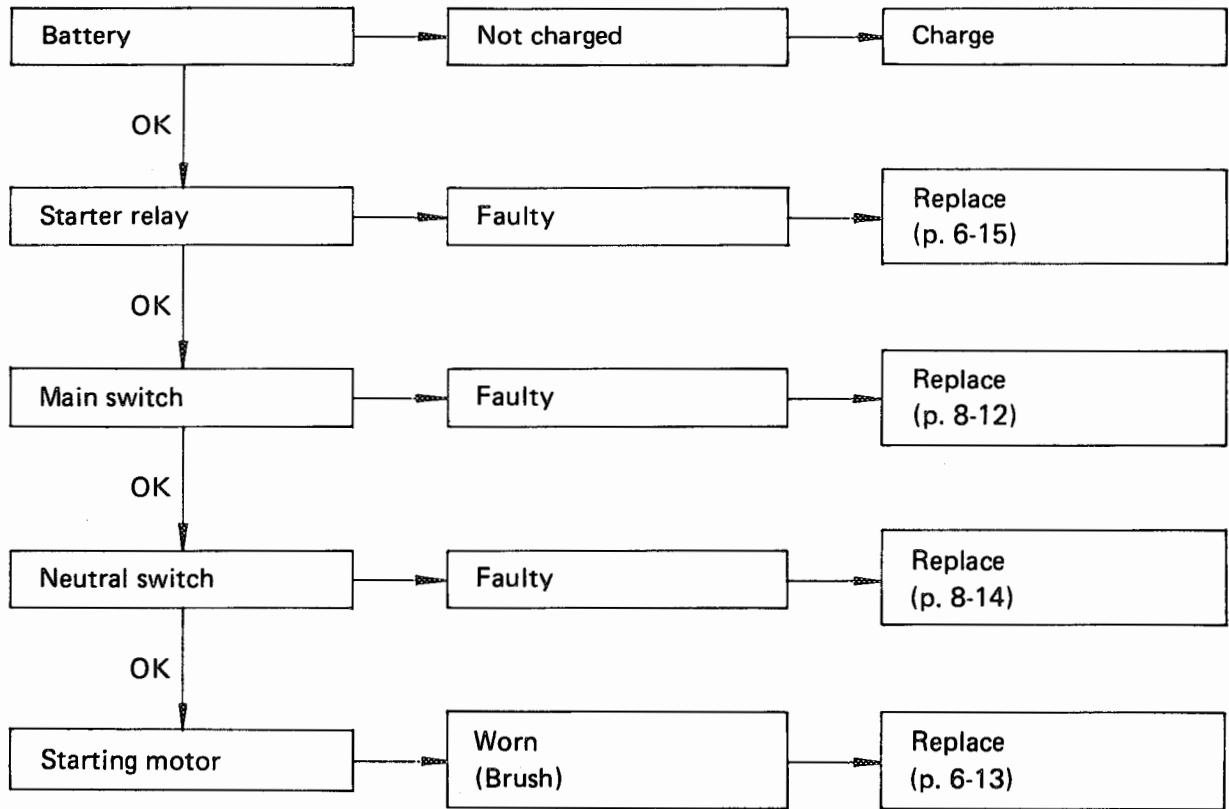 Battery
Not charged
Charge
OK
Starter relay
Faulty
Replace
(p. 6-15)
OK
Main switch
Faulty
Replace
(p. 8-12)
OK
Neutral switch
Faulty
Replace
(p. 8-14)
OK
Starting motor
Worn
(Brush)
Replace
(p. 6-13)